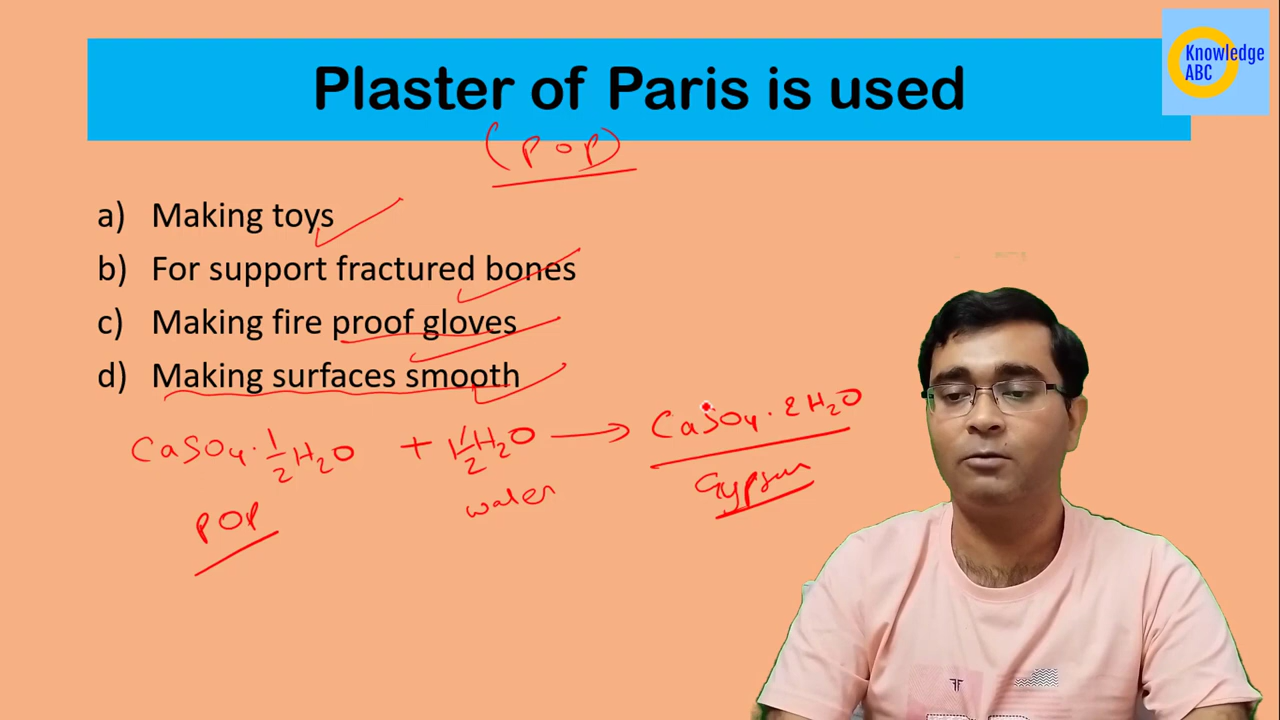 Knowledge
ABC
Plaster of Paris is used
(POP)
a) Making toys
b) For support fractured bones
c) Making fire proof gloves
d) Making surfaces smooth
CaSO₄·½H₂O + 1½H₂O → CaSO₄·2H₂O
POP water Gypsum